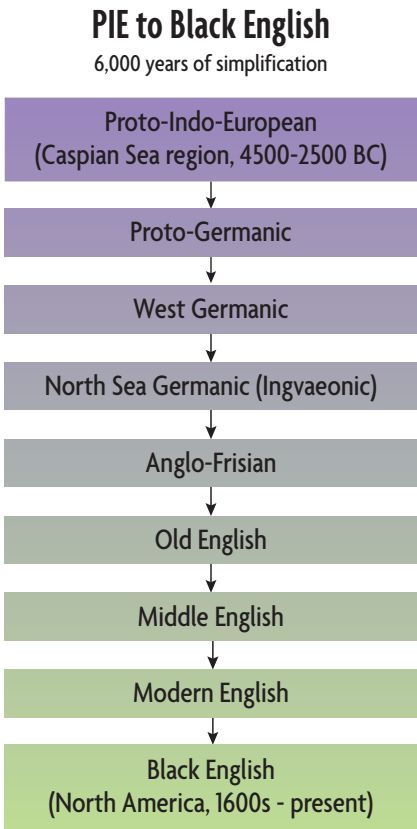 PIE to Black English
6,000 years of simplification
Proto-Indo-European
(Caspian Sea region, 4500-2500 BC)
Proto-Germanic
West Germanic
North Sea Germanic (Ingvaeonic)
Anglo-Frisian
Old English
Middle English
Modern English
Black English
(North America, 1600s - present)